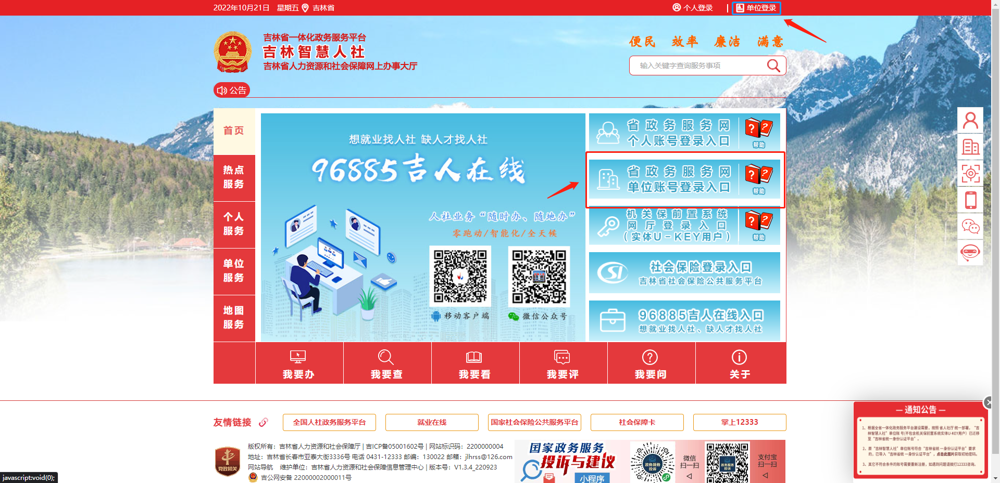 2022年10月21日 星期五 吉林省
个人登录 | 单位登录
吉林省一体化政务服务平台
吉林智慧人社
吉林省人力资源和社会保障网上办事大厅
便民 效率 廉洁 满意
输入关键字查询服务事项
公告
首页
热点
服务
个人
服务
单位
服务
地图
服务
想就业找人社 缺人才找人社
96885吉人在线
人社业务“随时办、随地办”
零跑动/智能化/全天候
移动客户端
微信公众号
省政务服务网
个人账号登录入口
帮助
省政务服务网
单位账号登录入口
帮助
机关保前置系统
网厅登录入口
(实体U-KEY用户)
帮助
社会保险登录入口
吉林省社会保险公共服务平台
96885吉人在线入口
想就业找人社、缺人才找人社
我要办
我要查
我要看
我要评
我要问
关于
友情链接
全国人社政务服务平台
就业在线
国家社会保险公共服务平台
社会保障卡
掌上12333
党政机关
版权所有：吉林省人力资源和社会保障厅 | 吉ICP备05001602号 | 网站标识码：2200000004
地址：吉林省长春市亚泰大街3336号 电话 0431-12333 邮编：130022 邮箱：jlhrss@126.com
网站导航 维护单位：吉林省人力资源和社会保障信息管理中心 | 版本号：V1.3.4_220923
吉公网安备 22000002000011号
国家政务服务
投诉与建议
小程序
政务服务
投诉
微信
扫一扫
政务服务
投诉
支付宝
扫一扫
通知公告
1、根据全省一体化政务服务平台建设需要，按照省人社厅统一部署，“吉
林智慧人社”单位账号(不包含机关保前置系统实体U-KEY用户）已迁移
至“吉林省统一身份认证平台”。
2、原“吉林智慧人社”单位账号符合“吉林省统一身份认证平台”要求
的，已导入“吉林省统一身份认证平台”，点击此图片获取初始密码。
3、其它不符合条件的账号需要重新注册，如遇到问题请拨打12333咨询。
javascript:void(0);